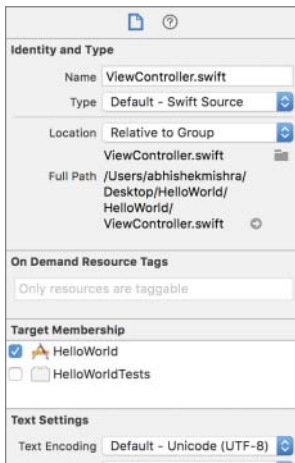 Identity and Type
Name ViewController.swift
Type Default - Swift Source
Location Relative to Group
ViewController.swift
Full Path /Users/abhishekmishra/
Desktop/HelloWorld/
HelloWorld/
ViewController.swift
On Demand Resource Tags
Only resources are taggable
Target Membership
HelloWorld
HelloWorldTests
Text Settings
Text Encoding Default - Unicode (UTF-8)